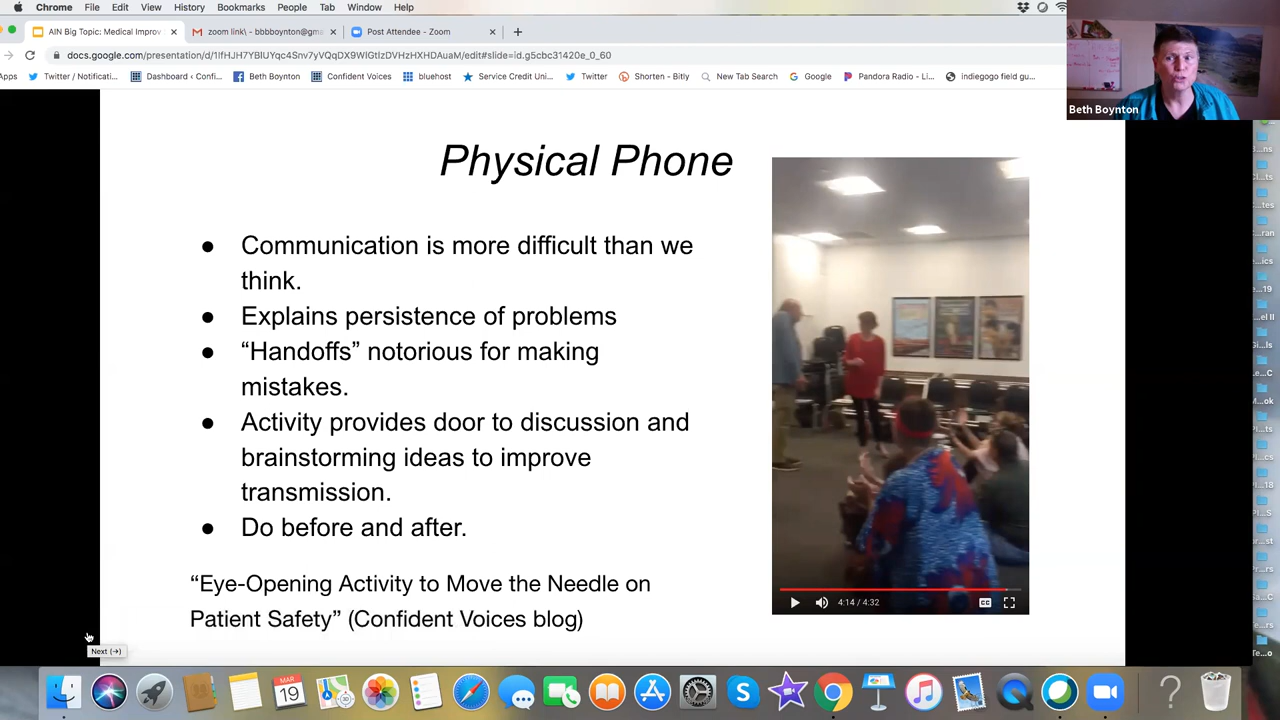 Chrome File Edit View History Bookmarks People Tab Window Help
AIN Big Topic: Medical Improv
zoom link\ - bbbboynton@gma
Post Attendee - Zoom
docs.google.com/presentation/d/1lfHJH7YBIUYqc4Snv7yVQqDX9WIGtIzDVHzHXHDAuaM/edit#slide=id.g5cbc31420e_0_60
Apps Twitter / Notificati... Dashboard ‹ Confi... Beth Boynton Confident Voices bluehost Service Credit Uni... Twitter Shorten - Bitly New Tab Search Google Pandora Radio - Li... indiegogo field gu...
Beth Boynton
Physical Phone
● Communication is more difficult than we
think.
● Explains persistence of problems
● “Handoffs” notorious for making
mistakes.
● Activity provides door to discussion and
brainstorming ideas to improve
transmission.
● Do before and after.
“Eye-Opening Activity to Move the Needle on
Patient Safety” (Confident Voices blog)
4:14 / 4:32
CC
Next (→)
MAR
19